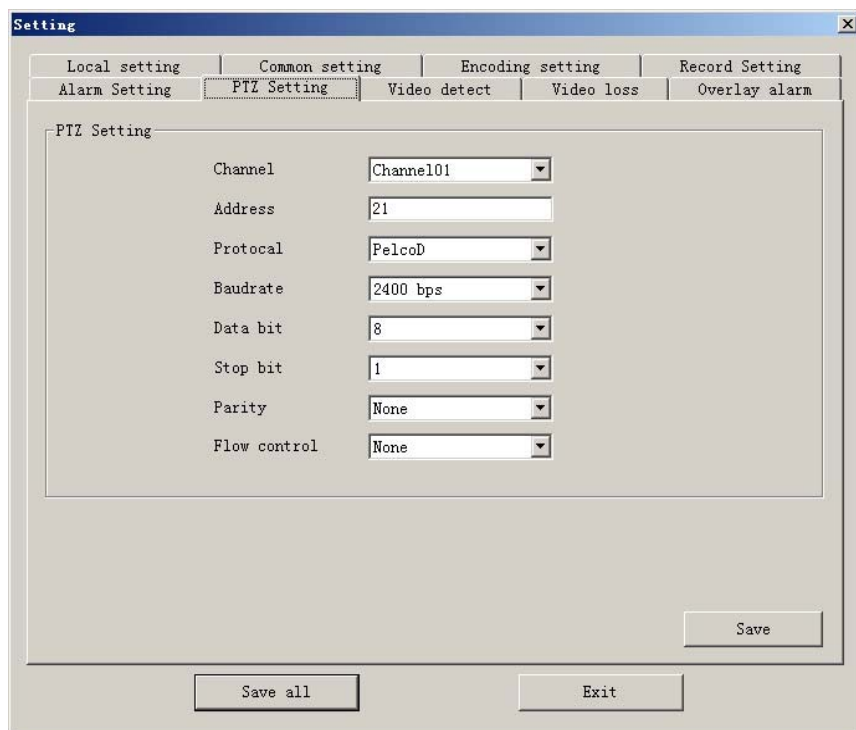 Setting
Local setting Common setting Encoding setting Record Setting
Alarm Setting PTZ Setting Video detect Video loss Overlay alarm
PTZ Setting
Channel Channel01
Address 21
Protocal PelcoD
Baudrate 2400 bps
Data bit 8
Stop bit 1
Parity None
Flow control None
Save
Save all Exit